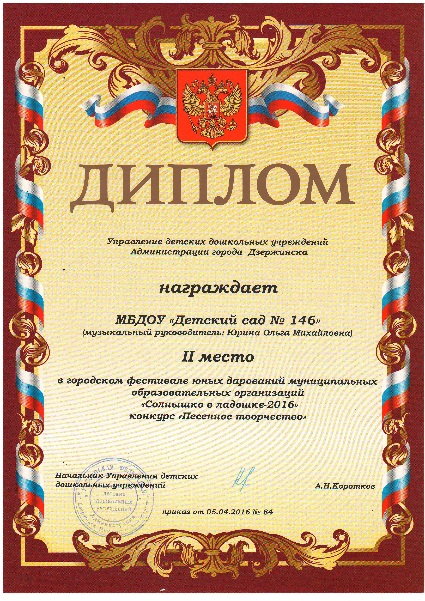 ДИПЛОМ
Управление детских дошкольных учреждений
Администрации города Дзержинска
награждает
МБДОУ «Детский сад № 146»
(музыкальный руководитель: Юрина Ольга Михайловна)
II место
в городском фестивале юных дарований муниципальных
образовательных организаций
«Солнышко в ладошке-2016»
конкурс «Песенное творчество»
Начальник Управления детских
дошкольных учреждений
А.Н.Коротков
приказ от 05.04.2016 № 64